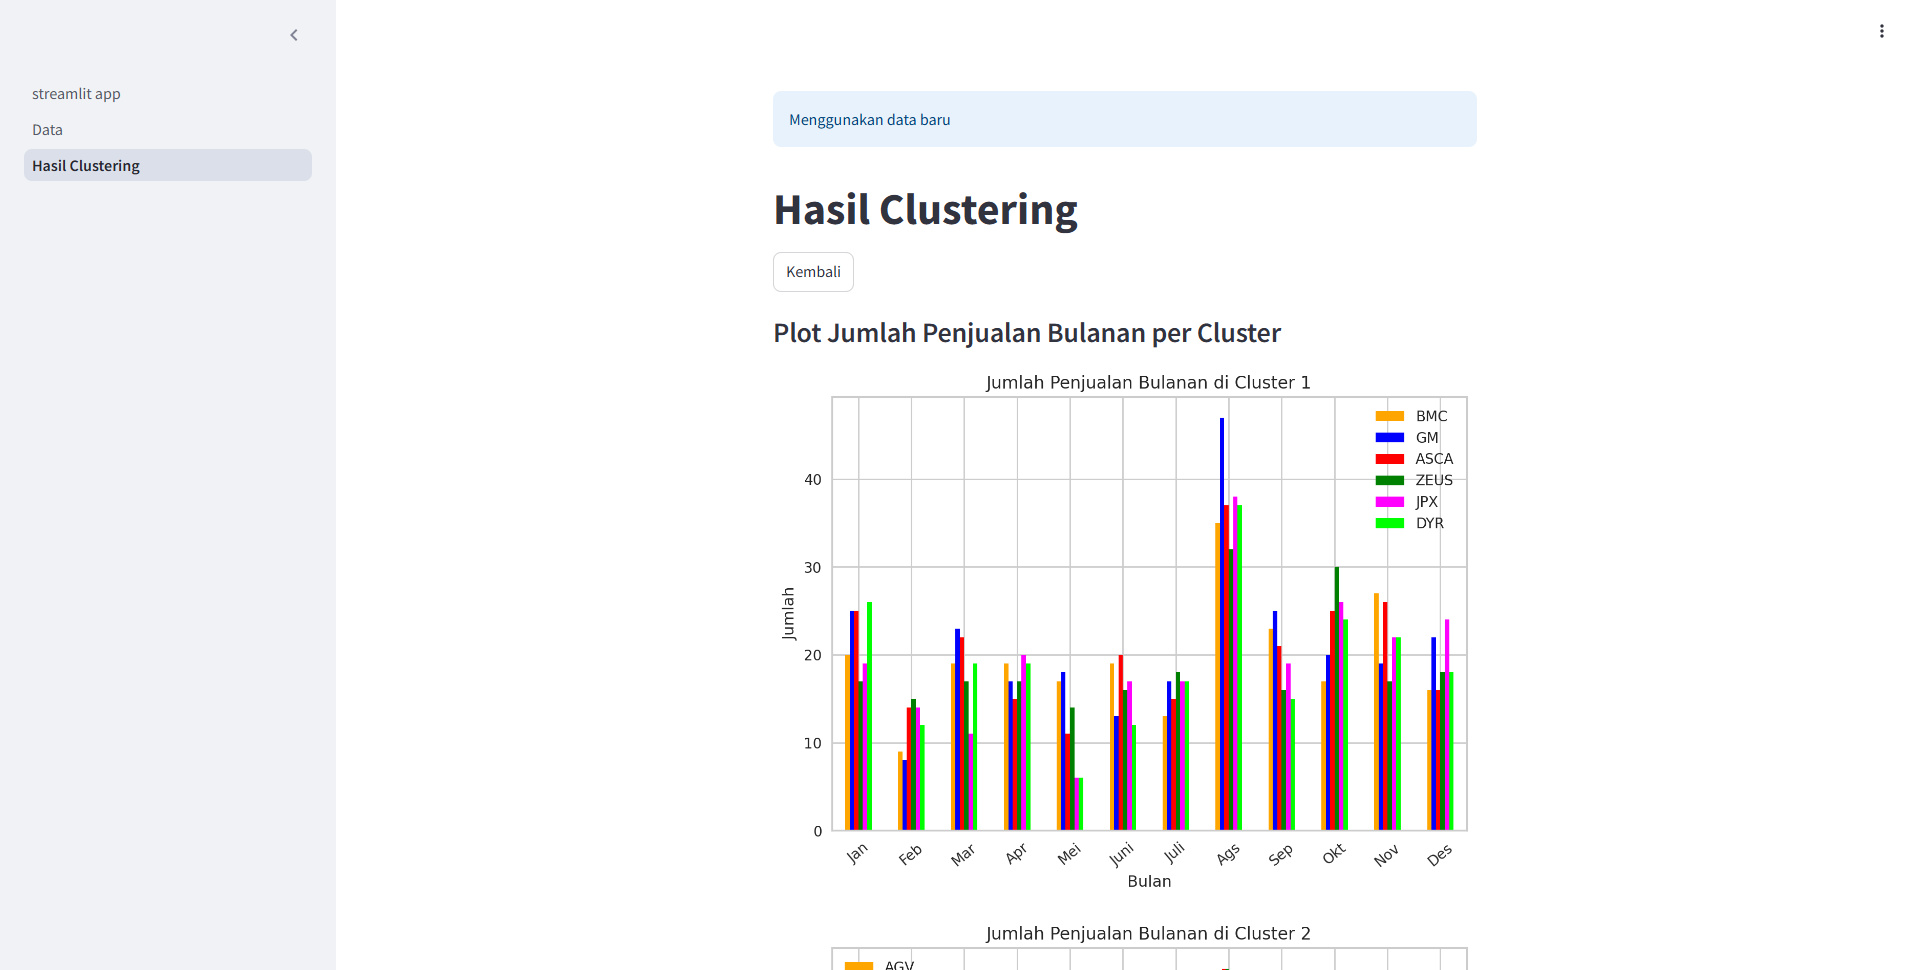 streamlit app
Data
Hasil Clustering
Menggunakan data baru
Hasil Clustering
Kembali
Plot Jumlah Penjualan Bulanan per Cluster
Jumlah Penjualan Bulanan di Cluster 1
BMC
GM
ASCA
ZEUS
JPX
DYR
Jumlah
40
30
20
10
0
Jan Feb Mar Apr Mei Juni Juli Ags Sep Okt Nov Des
Bulan
Jumlah Penjualan Bulanan di Cluster 2
AGV